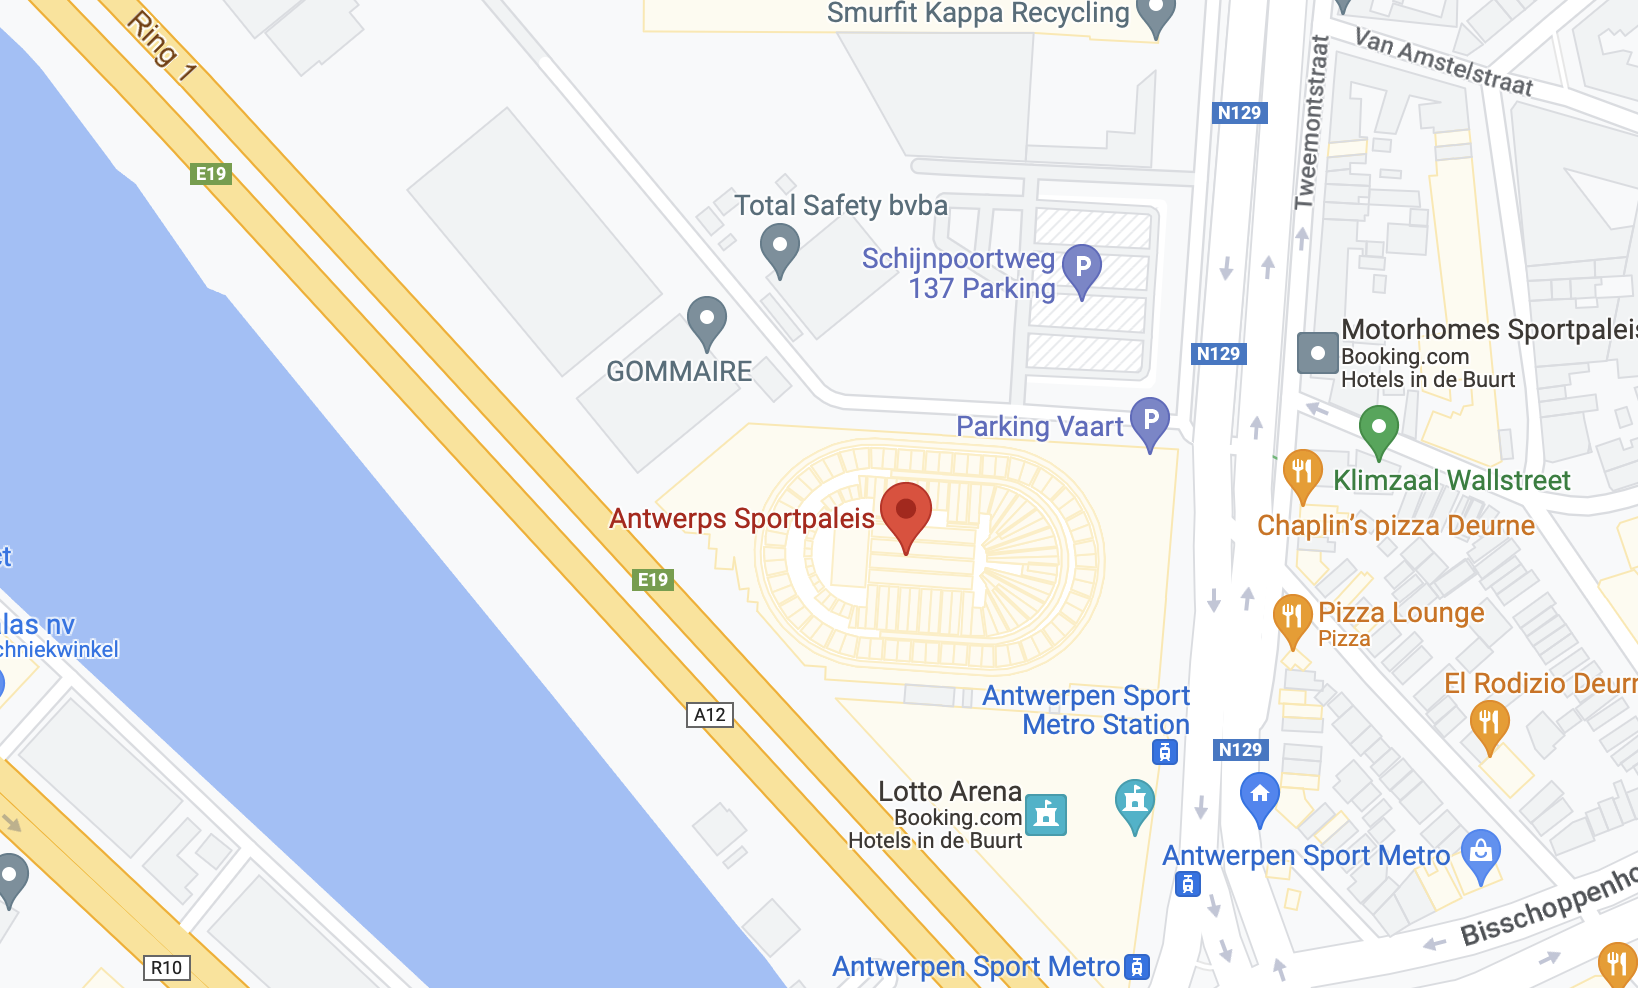 Smurfit Kappa Recycling
Ring 1
Van Amstelstraat
N129
Tweemontstraat
E19
Total Safety bvba
Schijnpoortweg
137 Parking
P
Motorhomes Sportpaleis
Booking.com
Hotels in de Buurt
N129
GOMMAIRE
Parking Vaart
P
Klimzaal Wallstreet
Antwerps Sportpaleis
Chaplin's pizza Deurne
E19
Pizza Lounge
Pizza
alas nv
chniekwinkel
El Rodizio Deurn
Antwerpen Sport
Metro Station
A12
N129
Lotto Arena
Booking.com
Hotels in de Buurt
Antwerpen Sport Metro
Bisschoppenho
R10
Antwerpen Sport Metro